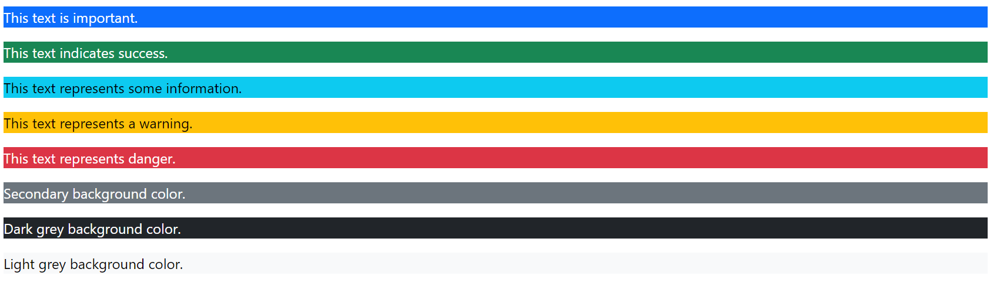 This text is important.
This text indicates success.
This text represents some information.
This text represents a warning.
This text represents danger.
Secondary background color.
Dark grey background color.
Light grey background color.